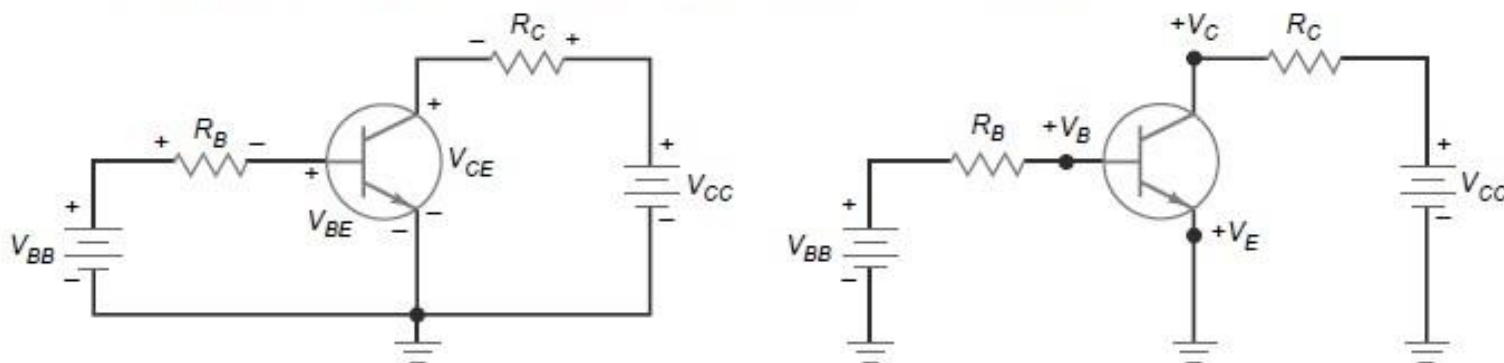 R_C
– +
R_B
+ –
+
+
V_CE
V_BE
–
–
+
V_BB
–
+
V_CC
–
+V_C
R_C
R_B
+V_B
+V_E
+
V_BB
–
+
V_CC
–